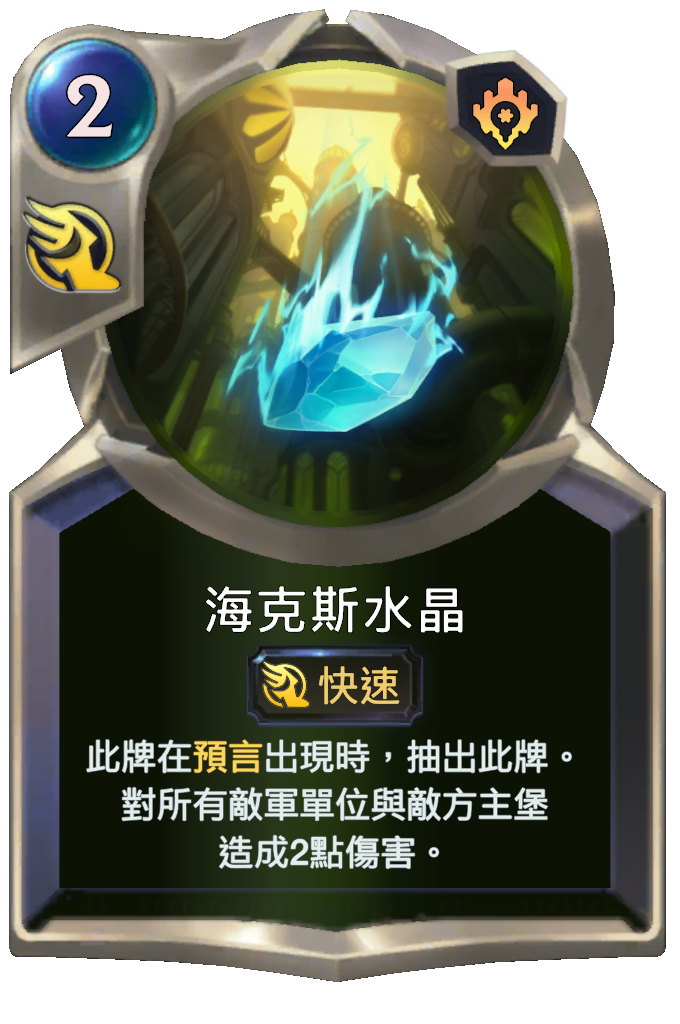 2
海克斯水晶
快速
此牌在預言出現時，抽出此牌。
對所有敵軍單位與敵方主堡
造成2點傷害。